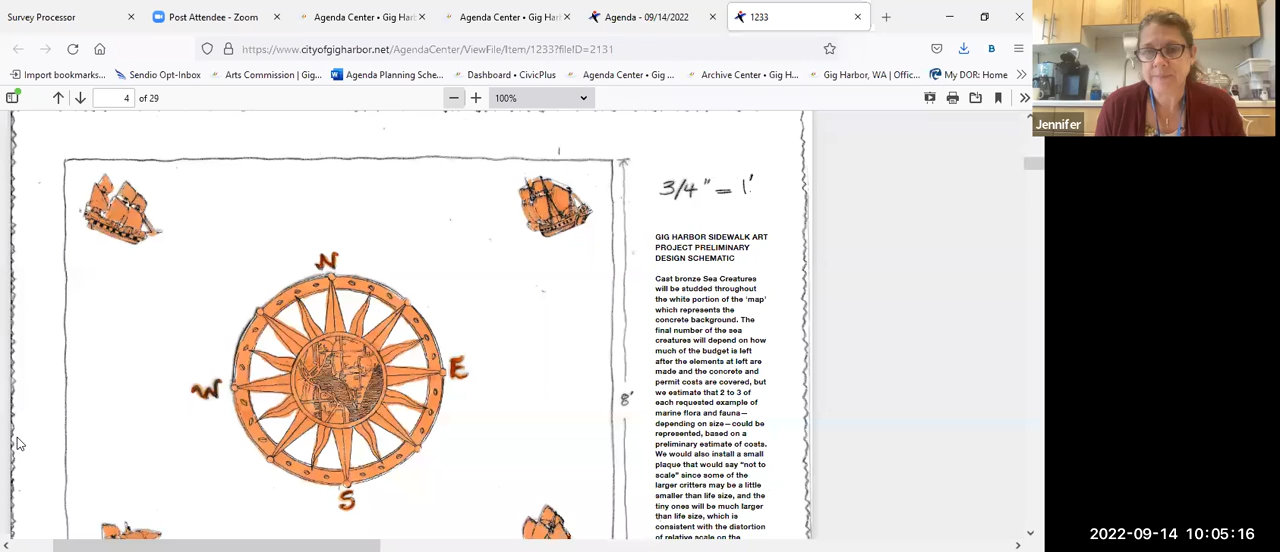 Survey Processor
Post Attendee - Zoom
Agenda Center • Gig Harb
Agenda Center • Gig Hart
Agenda - 09/14/2022
1233
https://www.cityofgigharbor.net/AgendaCenter/ViewFile/Item/1233?fileID=2131
Import bookmarks...
Sendio Opt-Inbox
Arts Commission | Gig...
Agenda Planning Sche...
Dashboard • CivicPlus
Agenda Center • Gig ...
Archive Center • Gig H...
Gig Harbor, WA | Offic...
My DOR: Home
4 of 29
100%
Jennifer
3/4" = 1'
N
W
E
S
8'
GIG HARBOR SIDEWALK ART
PROJECT PRELIMINARY
DESIGN SCHEMATIC
Cast bronze Sea Creatures
will be studded throughout
the white portion of the 'map'
which represents the
concrete background. The
final number of the sea
creatures will depend on how
much of the budget is left
after the elements at left are
made and the concrete and
permit costs are covered, but
we estimate that 2 to 3 of
each requested example of
marine flora and fauna—
depending on size—could be
represented, based on a
preliminary estimate of costs.
We would also install a small
plaque that would say "not to
scale" since some of the
larger critters may be a little
smaller than life size, and the
tiny ones will be much larger
than life size, which is
consistent with the distortion
of relative scale on the
2022-09-14 10:05:16